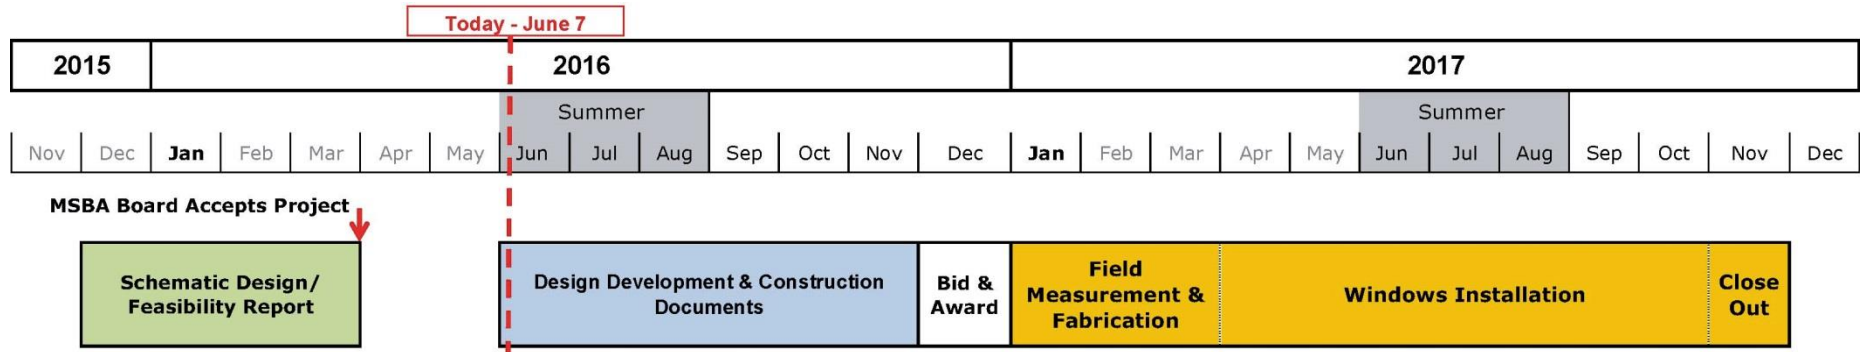 Today - June 7
2015 2016 2017
Summer Summer
Nov Dec Jan Feb Mar Apr May Jun Jul Aug Sep Oct Nov Dec Jan Feb Mar Apr May Jun Jul Aug Sep Oct Nov Dec
MSBA Board Accepts Project
Schematic Design/
Feasibility Report
Design Development & Construction
Documents
Bid &
Award
Field
Measurement &
Fabrication
Windows Installation
Close
Out